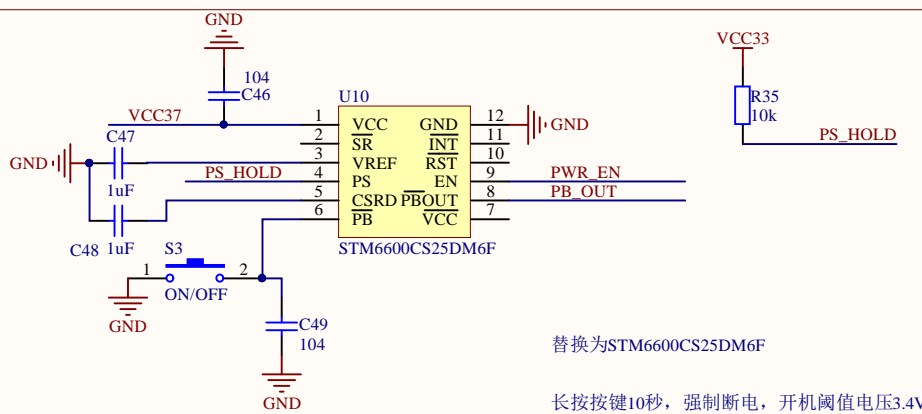 GND
104
C46
VCC37
C47
1uF
GND
C48
1uF
PS_HOLD
U10
1
2
3
4
5
6
VCC
SR
VREF
PS
CSRD
PB
GND
INT
RST
EN
PBOUT
VCC
12
11
10
9
8
7
STM6600CS25DM6F
GND
PWR_EN
PB_OUT
S3
1
2
ON/OFF
GND
C49
104
GND
VCC33
R35
10k
PS_HOLD
替换为STM6600CS25DM6F
长按按键10秒，强制断电，开机阈值电压3.4V